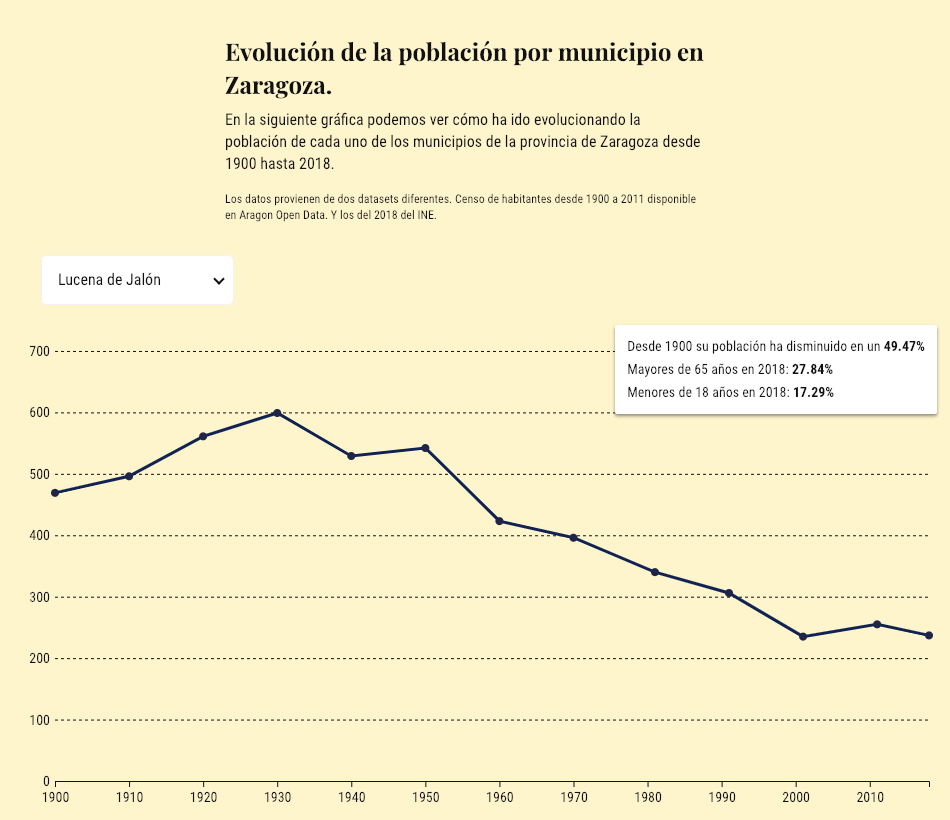 Evolución de la población por municipio en
Zaragoza.
En la siguiente gráfica podemos ver cómo ha ido evolucionando la
población de cada uno de los municipios de la provincia de Zaragoza desde
1900 hasta 2018.
Los datos provienen de dos datasets diferentes. Censo de habitantes desde 1900 a 2011 disponible
en Aragon Open Data. Y los del 2018 del INE.
Lucena de Jalón
Desde 1900 su población ha disminuido en un 49.47%
Mayores de 65 años en 2018: 27.84%
Menores de 18 años en 2018: 17.29%
700
600
500
400
300
200
100
0
1900 1910 1920 1930 1940 1950 1960 1970 1980 1990 2000 2010